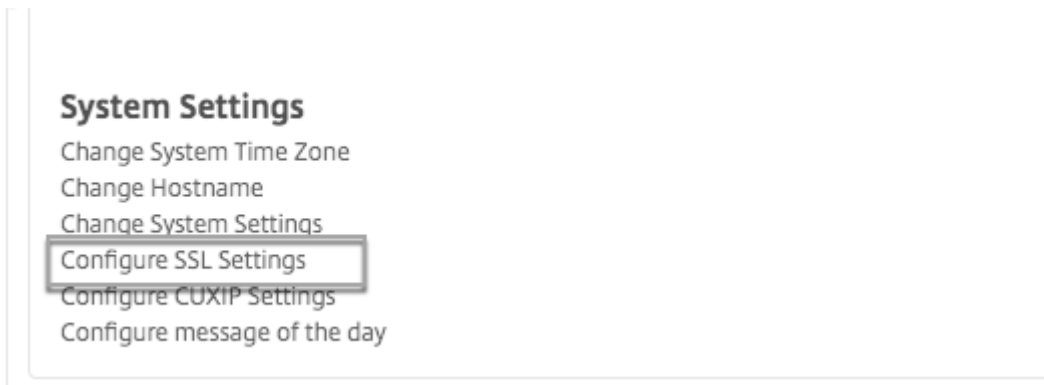 System Settings
Change System Time Zone
Change Hostname
Change System Settings
Configure SSL Settings
Configure CUXIP Settings
Configure message of the day